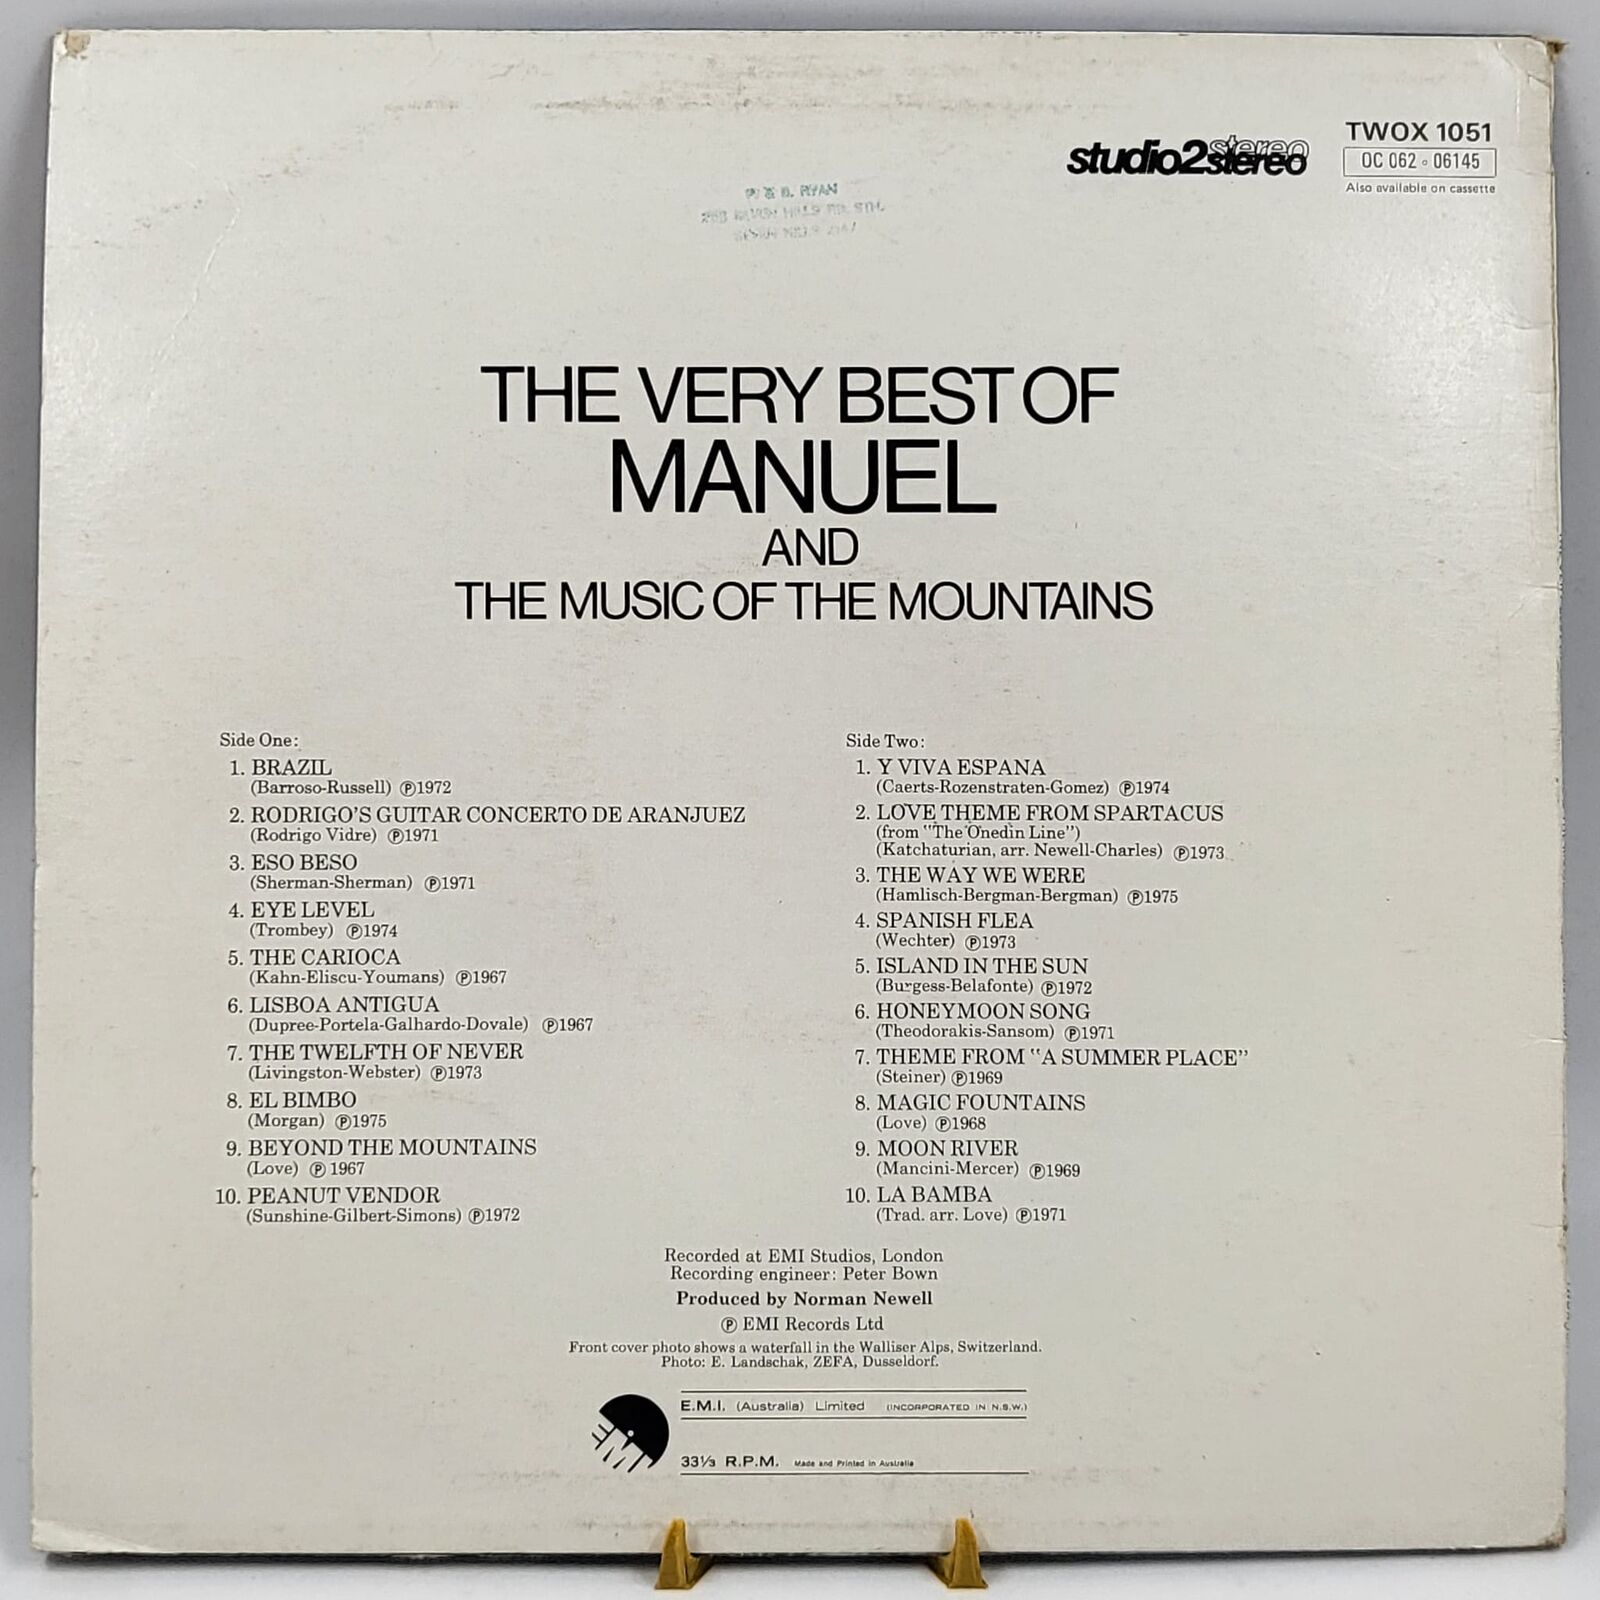 TWOX 1051
studio2stereo
stereo
OC 062 ◦ 06145
Also available on cassette
RYAN
THE VERY BEST OF
MANUEL
AND
THE MUSIC OF THE MOUNTAINS
Side One:
1. BRAZIL
(Barroso-Russell) ℗1972
2. RODRIGO'S GUITAR CONCERTO DE ARANJUEZ
(Rodrigo Vidre) ℗1971
3. ESO BESO
(Sherman-Sherman) ℗1971
4. EYE LEVEL
(Trombey) ℗1974
5. THE CARIOCA
(Kahn-Eliscu-Youmans) ℗1967
6. LISBOA ANTIGUA
(Dupree-Portela-Galhardo-Dovale) ℗1967
7. THE TWELFTH OF NEVER
(Livingston-Webster) ℗1973
8. EL BIMBO
(Morgan) ℗1975
9. BEYOND THE MOUNTAINS
(Love) ℗ 1967
10. PEANUT VENDOR
(Sunshine-Gilbert-Simons) ℗1972
Side Two:
1. Y VIVA ESPANA
(Caerts-Rozenstraten-Gomez) ℗1974
2. LOVE THEME FROM SPARTACUS
(from "The Onedin Line")
(Katchaturian, arr. Newell-Charles) ℗1973
3. THE WAY WE WERE
(Hamlisch-Bergman-Bergman) ℗1975
4. SPANISH FLEA
(Wechter) ℗1973
5. ISLAND IN THE SUN
(Burgess-Belafonte) ℗1972
6. HONEYMOON SONG
(Theodorakis-Sansom) ℗1971
7. THEME FROM "A SUMMER PLACE"
(Steiner) ℗1969
8. MAGIC FOUNTAINS
(Love) ℗1968
9. MOON RIVER
(Mancini-Mercer) ℗1969
10. LA BAMBA
(Trad. arr. Love) ℗1971
Recorded at EMI Studios, London
Recording engineer: Peter Bown
Produced by Norman Newell
℗ EMI Records Ltd
Front cover photo shows a waterfall in the Walliser Alps, Switzerland.
Photo: E. Landschak, ZEFA, Dusseldorf.
EMI
E.M.I. (Australia) Limited (INCORPORATED IN N.S.W.)
33⅓ R.P.M. Made and Printed in Australia